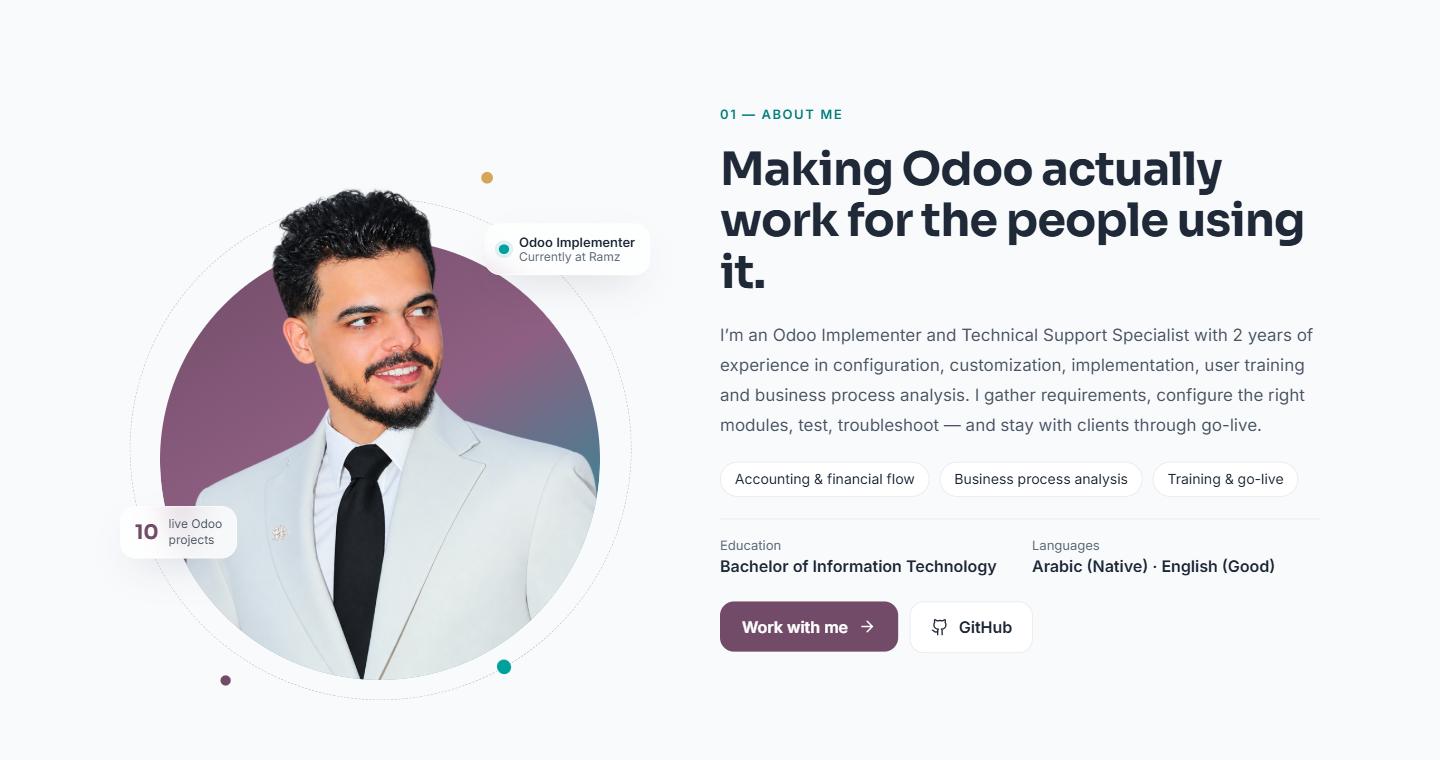 01 — ABOUT ME
Making Odoo actually
work for the people using
it.
I’m an Odoo Implementer and Technical Support Specialist with 2 years of
experience in configuration, customization, implementation, user training
and business process analysis. I gather requirements, configure the right
modules, test, troubleshoot — and stay with clients through go-live.
Accounting & financial flow
Business process analysis
Training & go-live
Education
Bachelor of Information Technology
Languages
Arabic (Native) · English (Good)
Work with me →
GitHub
Odoo Implementer
Currently at Ramz
10
live Odoo
projects